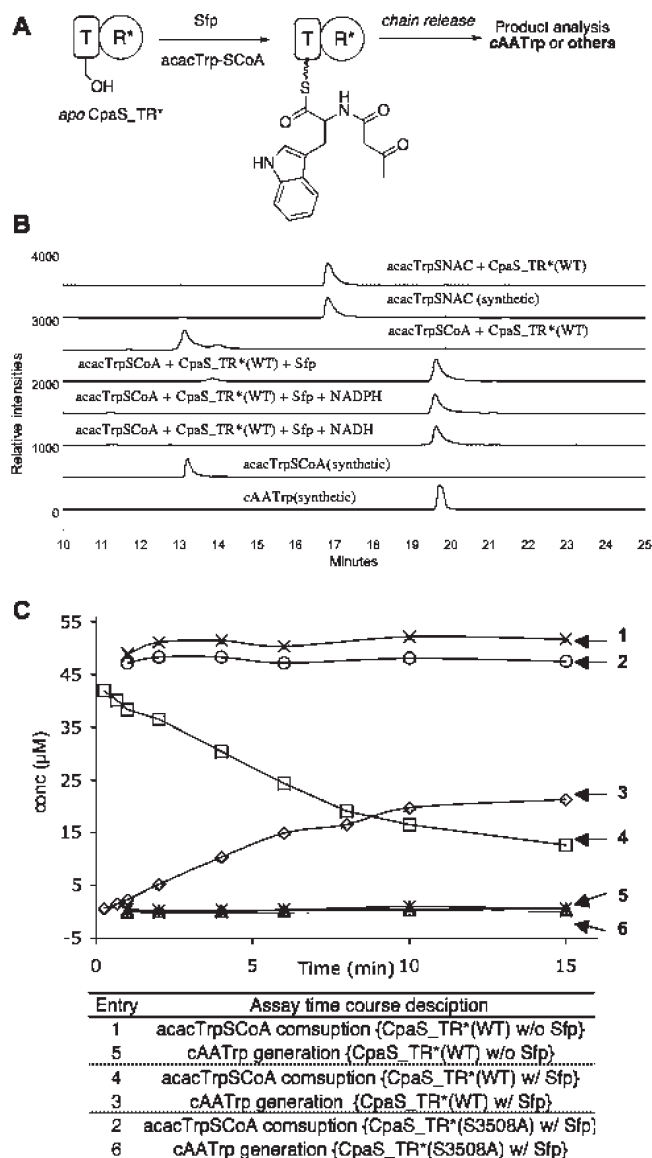 A
T R*
OH
apo CpaS_TR*
Sfp
acacTrp-SCoA
T R*
S
O
H
N
O
O
HN
chain release
Product analysis
cAATrp or others
B
Relative intensities
4000
3000
2000
1000
0
acacTrpSNAC + CpaS_TR*(WT)
acacTrpSNAC (synthetic)
acacTrpSCoA + CpaS_TR*(WT)
acacTrpSCoA + CpaS_TR*(WT) + Sfp
acacTrpSCoA + CpaS_TR*(WT) + Sfp + NADPH
acacTrpSCoA + CpaS_TR*(WT) + Sfp + NADH
acacTrpSCoA(synthetic)
cAATrp(synthetic)
10 11 12 13 14 15 16 17 18 19 20 21 22 23 25
Minutes
C
conc (µM)
55
45
35
25
15
5
-5
1
2
3
4
5
6
0 5 10 15
Time (min)
Entry Assay time course desciption
1 acacTrpSCoA comsuption {CpaS_TR*(WT) w/o Sfp}
5 cAATrp generation {CpaS_TR*(WT) w/o Sfp}
4 acacTrpSCoA comsuption {CpaS_TR*(WT) w/ Sfp}
3 cAATrp generation {CpaS_TR*(WT) w/ Sfp}
2 acacTrpSCoA comsuption {CpaS_TR*(S3508A) w/ Sfp}
6 cAATrp generation {CpaS_TR*(S3508A) w/ Sfp}